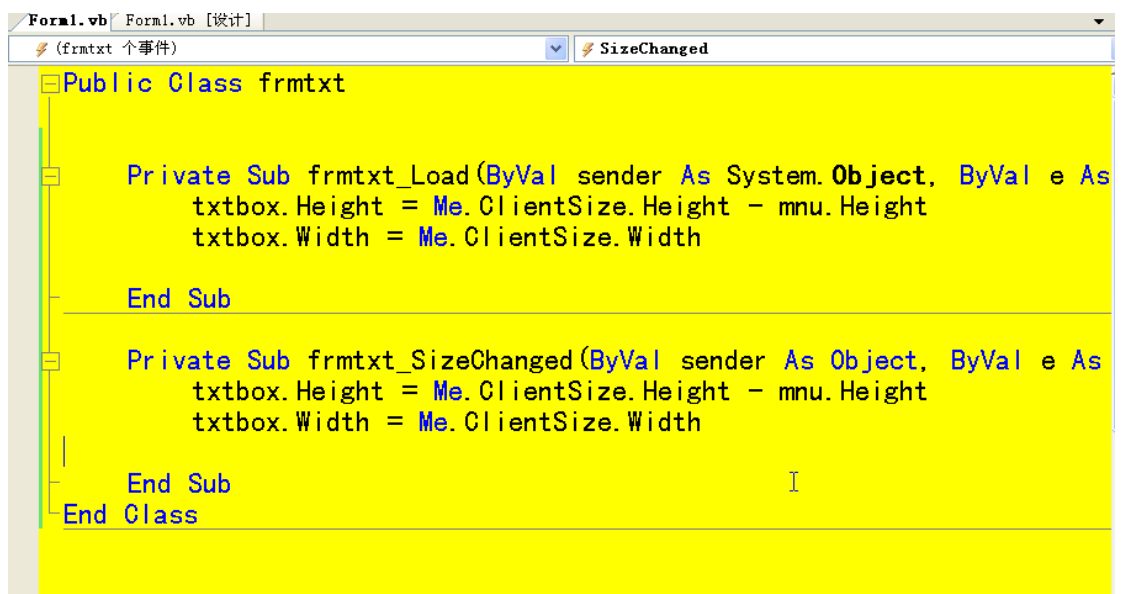 Form1.vb Form1.vb [设计]
(frmtxt 个事件) SizeChanged
Public Class frmtxt
Private Sub frmtxt_Load(ByVal sender As System.Object, ByVal e As
txtbox.Height = Me.ClientSize.Height - mnu.Height
txtbox.Width = Me.ClientSize.Width
End Sub
Private Sub frmtxt_SizeChanged(ByVal sender As Object, ByVal e As
txtbox.Height = Me.ClientSize.Height - mnu.Height
txtbox.Width = Me.ClientSize.Width
End Sub
End Class